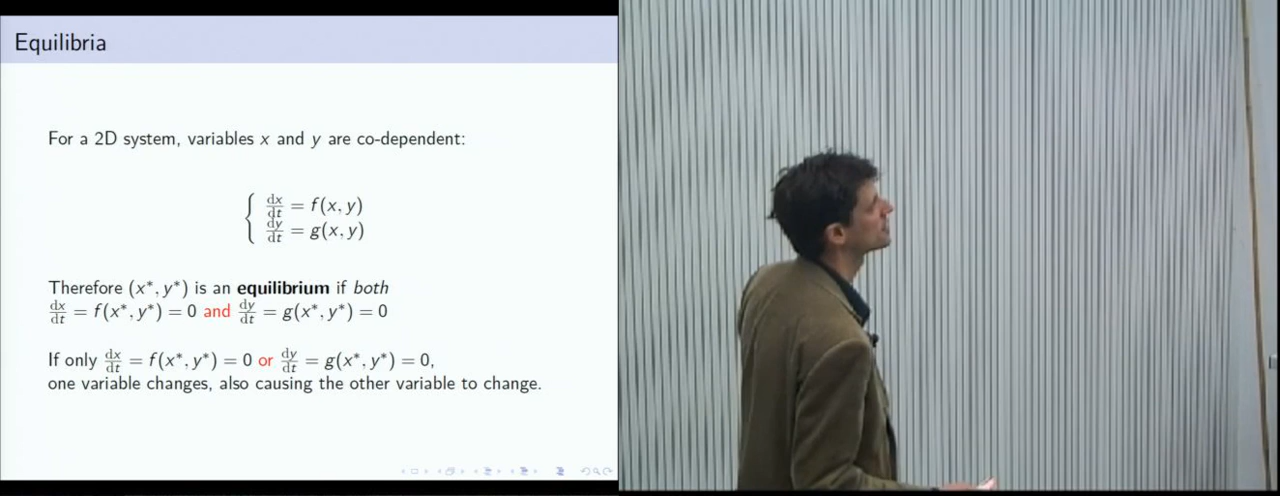 Equilibria
For a 2D system, variables x and y are co-dependent:
dx/dt = f(x, y)
dy/dt = g(x, y)
Therefore (x*, y*) is an equilibrium if both
dx/dt = f(x*, y*) = 0 and dy/dt = g(x*, y*) = 0
If only dx/dt = f(x*, y*) = 0 or dy/dt = g(x*, y*) = 0,
one variable changes, also causing the other variable to change.